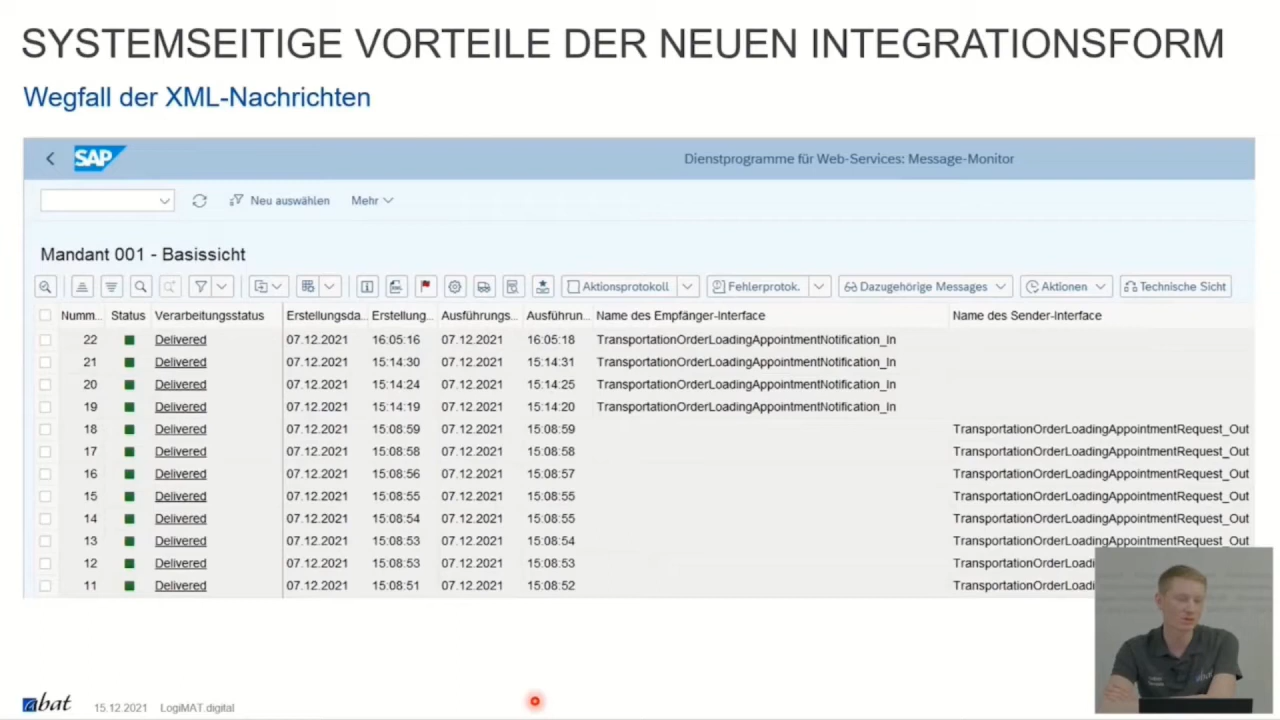 SYSTEMSEITIGE VORTEILE DER NEUEN INTEGRATIONSFORM
Wegfall der XML-Nachrichten
SAP Dienstprogramme für Web-Services: Message-Monitor
Neu auswählen Mehr
Mandant 001 - Basissicht
Aktionsprotokoll Fehlerprotok. Dazugehörige Messages Aktionen Technische Sicht
Numm... Status Verarbeitungsstatus Erstellungsda... Erstellung... Ausführungs... Ausführun... Name des Empfänger-Interface Name des Sender-Interface
22 Delivered 07.12.2021 16:05:16 07.12.2021 16:05:18 TransportationOrderLoadingAppointmentNotification_In
21 Delivered 07.12.2021 15:14:30 07.12.2021 15:14:31 TransportationOrderLoadingAppointmentNotification_In
20 Delivered 07.12.2021 15:14:24 07.12.2021 15:14:25 TransportationOrderLoadingAppointmentNotification_In
19 Delivered 07.12.2021 15:14:19 07.12.2021 15:14:20 TransportationOrderLoadingAppointmentNotification_In
18 Delivered 07.12.2021 15:08:59 07.12.2021 15:08:59 TransportationOrderLoadingAppointmentRequest_Out
17 Delivered 07.12.2021 15:08:58 07.12.2021 15:08:58 TransportationOrderLoadingAppointmentRequest_Out
16 Delivered 07.12.2021 15:08:56 07.12.2021 15:08:57 TransportationOrderLoadingAppointmentRequest_Out
15 Delivered 07.12.2021 15:08:55 07.12.2021 15:08:55 TransportationOrderLoadingAppointmentRequest_Out
14 Delivered 07.12.2021 15:08:54 07.12.2021 15:08:55 TransportationOrderLoadingAppointmentRequest_Out
13 Delivered 07.12.2021 15:08:53 07.12.2021 15:08:54 TransportationOrderLoadingAppointmentRequest_Out
12 Delivered 07.12.2021 15:08:53 07.12.2021 15:08:53 TransportationOrderLoadi
11 Delivered 07.12.2021 15:08:51 07.12.2021 15:08:52 TransportationOrderLoadi
abat
abat 15.12.2021 LogiMAT.digital